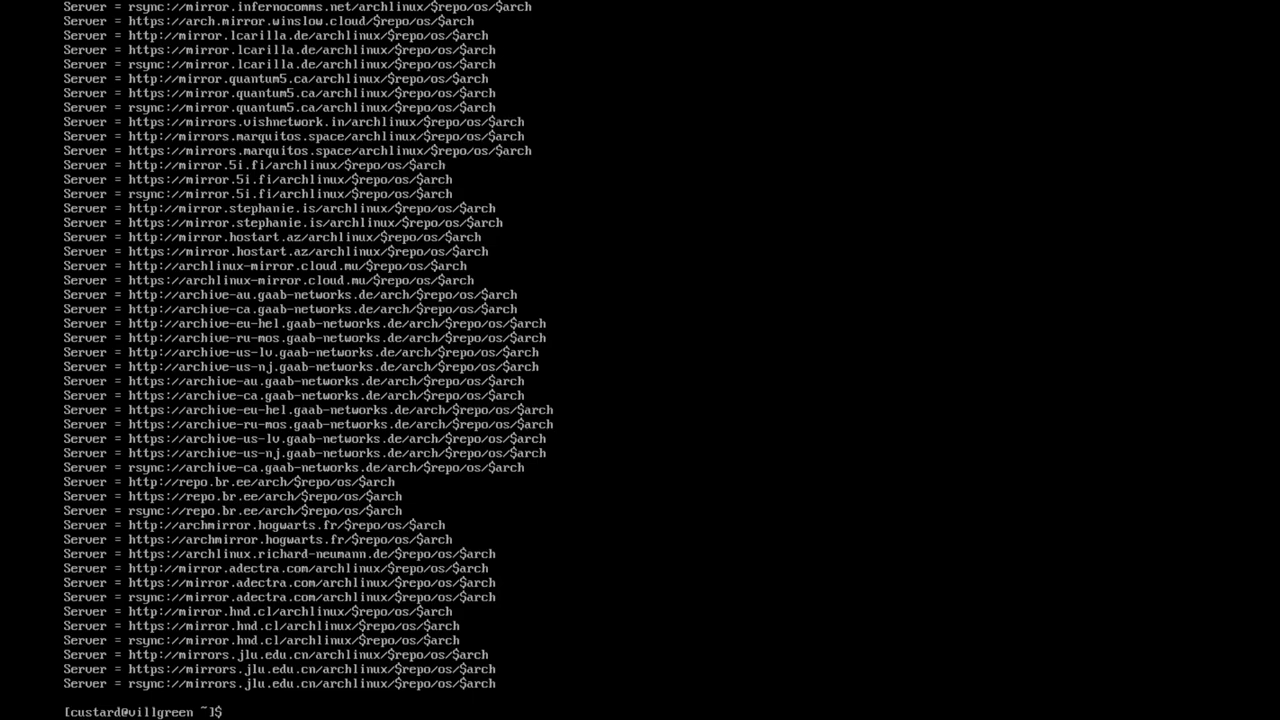 Server = rsync://mirror.infernocomms.net/archlinux/$repo/os/$arch
Server = https://arch.mirror.winslow.cloud/$repo/os/$arch
Server = http://mirror.lcarilla.de/archlinux/$repo/os/$arch
Server = https://mirror.lcarilla.de/archlinux/$repo/os/$arch
Server = rsync://mirror.lcarilla.de/archlinux/$repo/os/$arch
Server = http://mirror.quantum5.ca/archlinux/$repo/os/$arch
Server = https://mirror.quantum5.ca/archlinux/$repo/os/$arch
Server = rsync://mirror.quantum5.ca/archlinux/$repo/os/$arch
Server = https://mirrors.vishnetwork.in/archlinux/$repo/os/$arch
Server = http://mirrors.marquitos.space/archlinux/$repo/os/$arch
Server = https://mirrors.marquitos.space/archlinux/$repo/os/$arch
Server = http://mirror.5i.fi/archlinux/$repo/os/$arch
Server = https://mirror.5i.fi/archlinux/$repo/os/$arch
Server = rsync://mirror.5i.fi/archlinux/$repo/os/$arch
Server = http://mirror.stephanie.is/archlinux/$repo/os/$arch
Server = https://mirror.stephanie.is/archlinux/$repo/os/$arch
Server = http://mirror.hostart.az/archlinux/$repo/os/$arch
Server = https://mirror.hostart.az/archlinux/$repo/os/$arch
Server = http://archlinux-mirror.cloud.mu/$repo/os/$arch
Server = https://archlinux-mirror.cloud.mu/$repo/os/$arch
Server = http://archive-au.gaab-networks.de/arch/$repo/os/$arch
Server = http://archive-ca.gaab-networks.de/arch/$repo/os/$arch
Server = http://archive-eu-hel.gaab-networks.de/arch/$repo/os/$arch
Server = http://archive-ru-mos.gaab-networks.de/arch/$repo/os/$arch
Server = http://archive-us-lv.gaab-networks.de/arch/$repo/os/$arch
Server = http://archive-us-nj.gaab-networks.de/arch/$repo/os/$arch
Server = https://archive-au.gaab-networks.de/arch/$repo/os/$arch
Server = https://archive-ca.gaab-networks.de/arch/$repo/os/$arch
Server = https://archive-eu-hel.gaab-networks.de/arch/$repo/os/$arch
Server = https://archive-ru-mos.gaab-networks.de/arch/$repo/os/$arch
Server = https://archive-us-lv.gaab-networks.de/arch/$repo/os/$arch
Server = https://archive-us-nj.gaab-networks.de/arch/$repo/os/$arch
Server = rsync://archive-ca.gaab-networks.de/arch/$repo/os/$arch
Server = http://repo.br.ee/arch/$repo/os/$arch
Server = https://repo.br.ee/arch/$repo/os/$arch
Server = rsync://repo.br.ee/arch/$repo/os/$arch
Server = http://archmirror.hogwarts.fr/$repo/os/$arch
Server = https://archmirror.hogwarts.fr/$repo/os/$arch
Server = https://archlinux.richard-neumann.de/$repo/os/$arch
Server = http://mirror.adectra.com/archlinux/$repo/os/$arch
Server = https://mirror.adectra.com/archlinux/$repo/os/$arch
Server = rsync://mirror.adectra.com/archlinux/$repo/os/$arch
Server = http://mirror.hnd.cl/archlinux/$repo/os/$arch
Server = https://mirror.hnd.cl/archlinux/$repo/os/$arch
Server = rsync://mirror.hnd.cl/archlinux/$repo/os/$arch
Server = http://mirrors.jlu.edu.cn/archlinux/$repo/os/$arch
Server = https://mirrors.jlu.edu.cn/archlinux/$repo/os/$arch
Server = rsync://mirrors.jlu.edu.cn/archlinux/$repo/os/$arch
[custard@villgreen ~]$